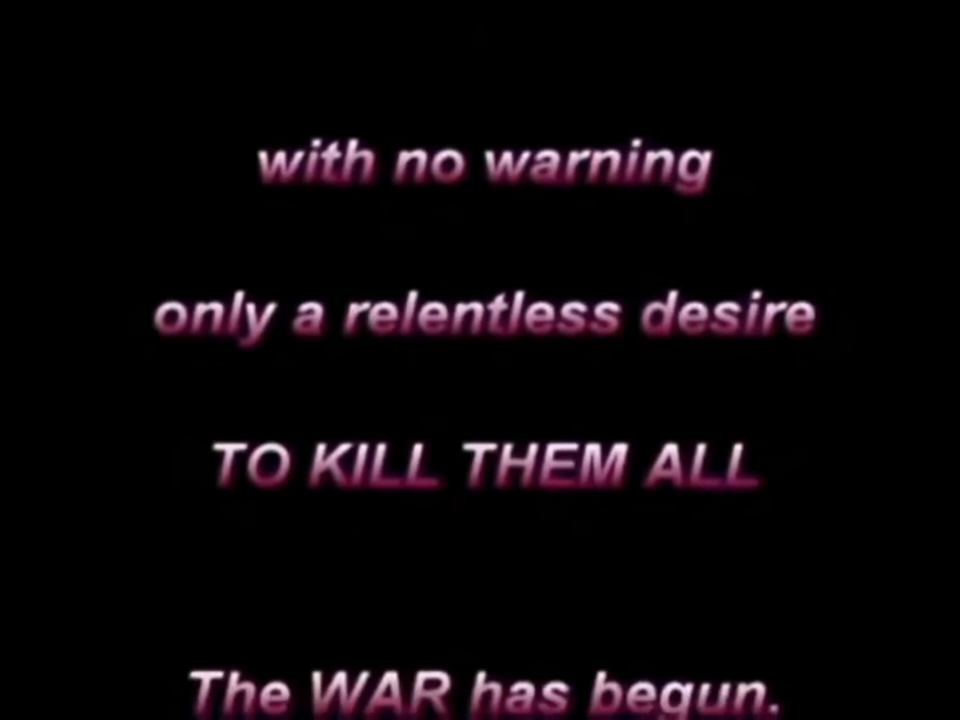 with no warning
only a relentless desire
TO KILL THEM ALL
The WAR has begun.